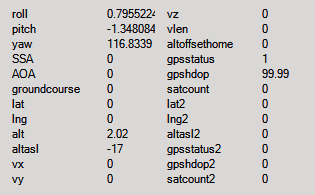 roll 0.7955224 vz 0
pitch -1.348084 vlen 0
yaw 116.8339 altoffsethome 0
SSA 0 gpsstatus 1
AOA 0 gpshdop 99.99
groundcourse 0 satcount 0
lat 0 lat2 0
lng 0 lng2 0
alt 2.02 altasl2 0
altasl -17 gpsstatus2 0
vx 0 gpshdop2 0
vy 0 satcount2 0